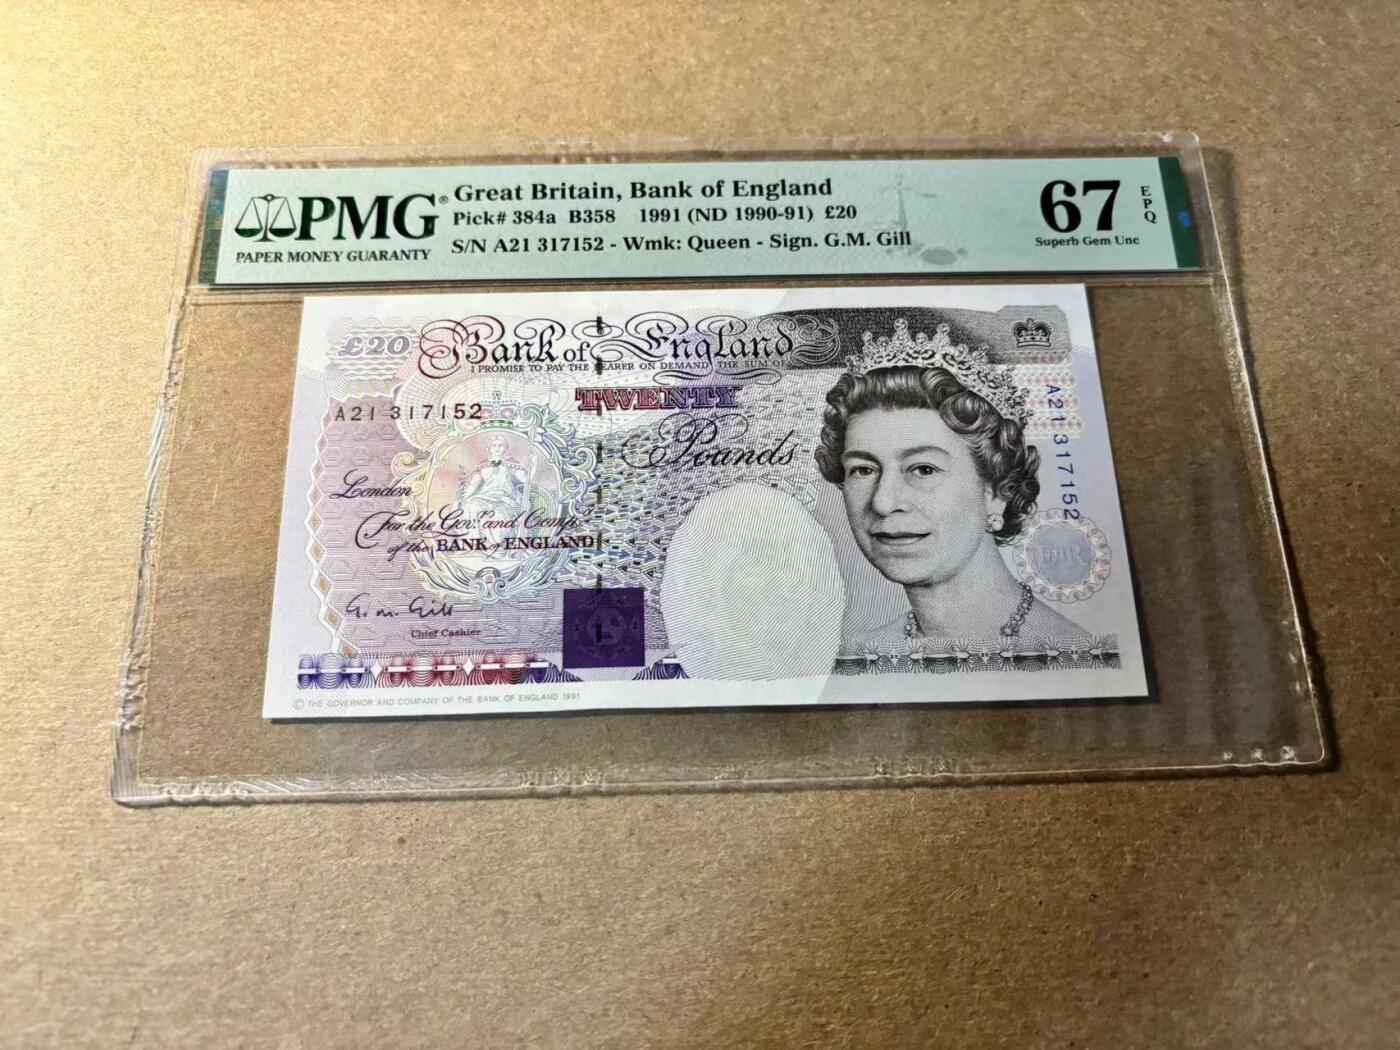 PMG®
PAPER MONEY GUARANTY
Great Britain, Bank of England
Pick# 384a B358 1991 (ND 1990-91) £20
S/N A21 317152 - Wmk: Queen - Sign. G.M. Gill
67
EPQ
Superb Gem Unc
£20
Bank of England
I PROMISE TO PAY THE BEARER ON DEMAND THE SUM OF
TWENTY
Pounds
A21 317152
A21 317152
London
For the Govr. and Compa.
of the BANK of ENGLAND
G. M. Gill
Chief Cashier
© THE GOVERNOR AND COMPANY OF THE BANK OF ENGLAND 1991